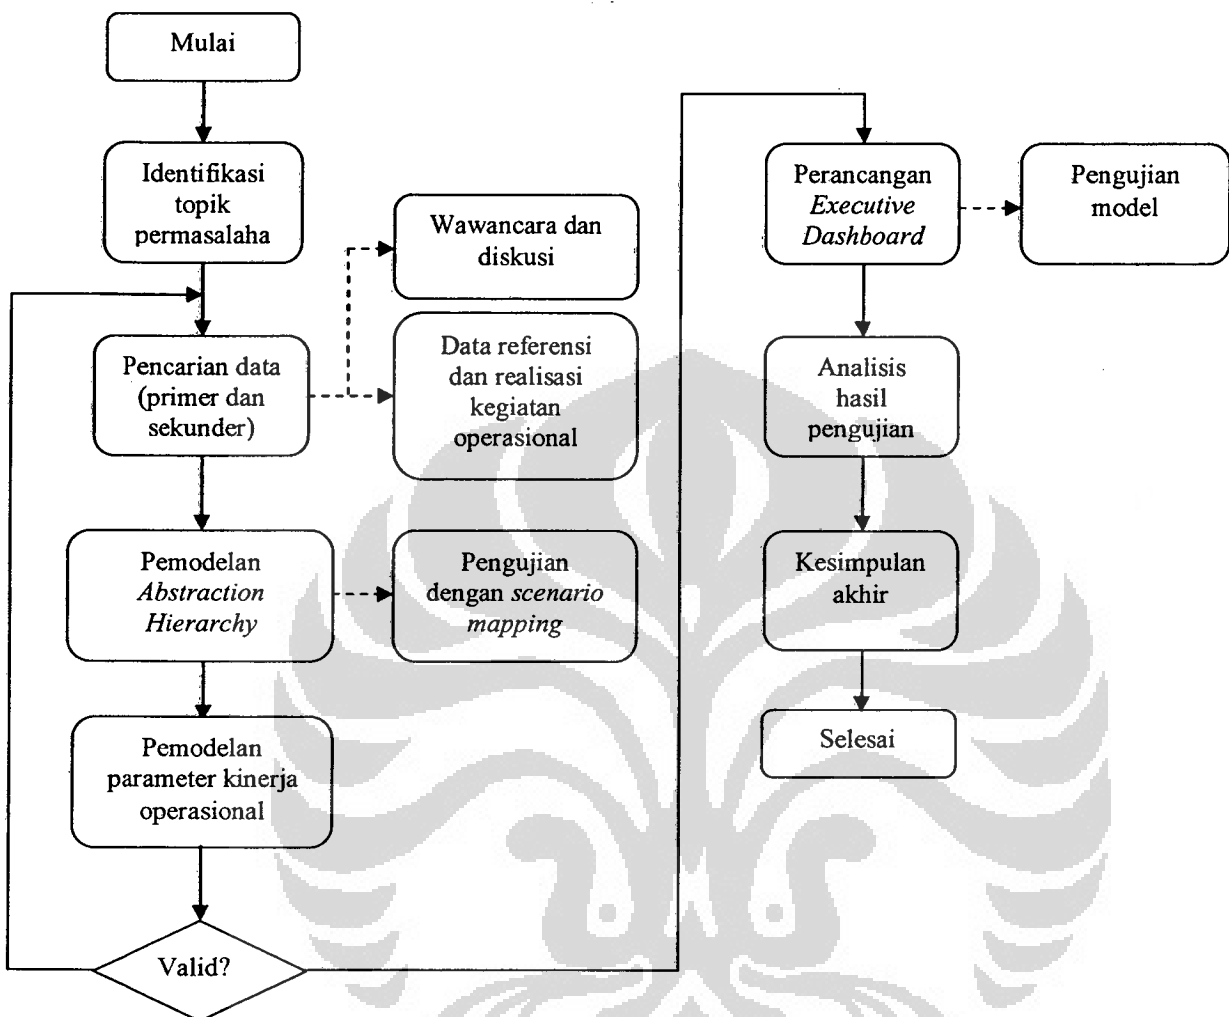 Mulai
Identifikasi
topik
permasalaha
Pencarian data
(primer dan
sekunder)
Wawancara dan
diskusi
Data referensi
dan realisasi
kegiatan
operasional
Pemodelan
Abstraction
Hierarchy
Pengujian
dengan scenario
mapping
Pemodelan
parameter kinerja
operasional
Valid?
Perancangan
Executive
Dashboard
Pengujian
model
Analisis
hasil
pengujian
Kesimpulan
akhir
Selesai